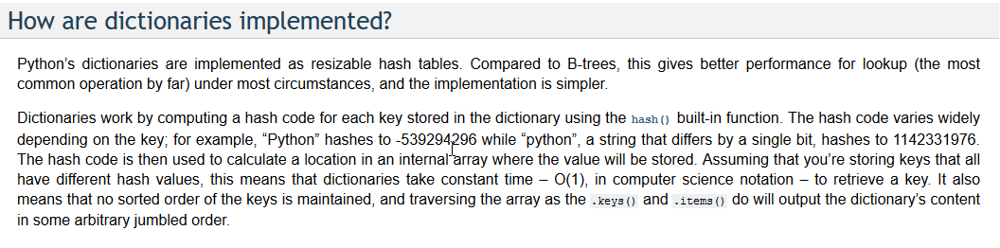 How are dictionaries implemented?
Python’s dictionaries are implemented as resizable hash tables. Compared to B-trees, this gives better performance for lookup (the most
common operation by far) under most circumstances, and the implementation is simpler.
Dictionaries work by computing a hash code for each key stored in the dictionary using the hash() built-in function. The hash code varies widely
depending on the key; for example, “Python” hashes to -539294296 while “python”, a string that differs by a single bit, hashes to 1142331976.
The hash code is then used to calculate a location in an internal array where the value will be stored. Assuming that you’re storing keys that all
have different hash values, this means that dictionaries take constant time – O(1), in computer science notation – to retrieve a key. It also
means that no sorted order of the keys is maintained, and traversing the array as the .keys() and .items() do will output the dictionary’s content
in some arbitrary jumbled order.